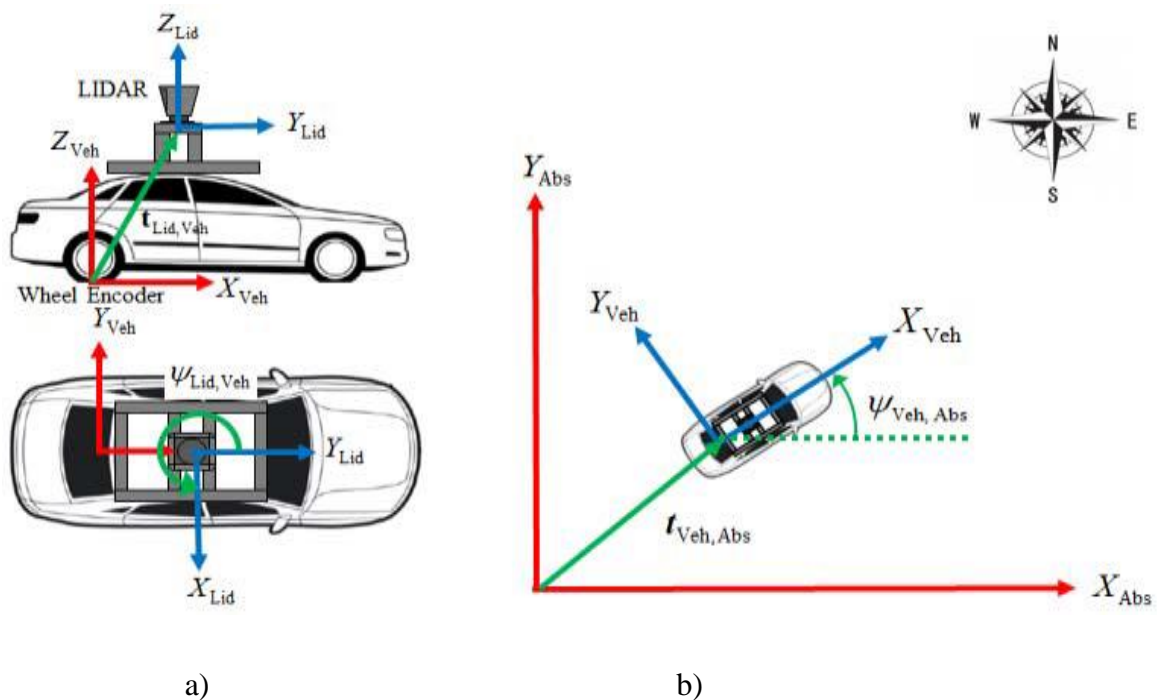 Z_Lid
LIDAR
Y_Lid
Z_Veh
t_Lid,Veh
X_Veh
Wheel Encoder
Y_Veh
ψ_Lid,Veh
Y_Lid
X_Lid
a)
N
W E
S
Y_Abs
Y_Veh
X_Veh
ψ_Veh, Abs
t_Veh, Abs
X_Abs
b)